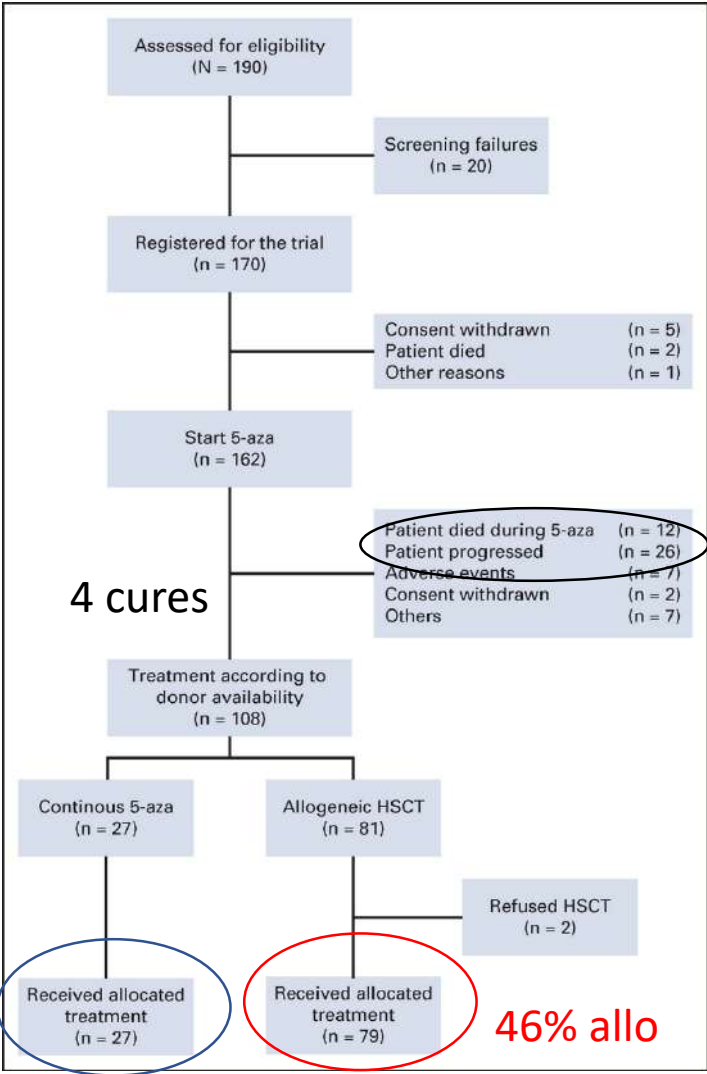 Assessed for eligibility
(N = 190)
Screening failures
(n = 20)
Registered for the trial
(n = 170)
Consent withdrawn (n = 5)
Patient died (n = 2)
Other reasons (n = 1)
Start 5-aza
(n = 162)
Patient died during 5-aza (n = 12)
Patient progressed (n = 26)
Adverse events (n = 7)
Consent withdrawn (n = 2)
Others (n = 7)
4 cures
Treatment according to
donor availability
(n = 108)
Continous 5-aza
(n = 27)
Allogeneic HSCT
(n = 81)
Refused HSCT
(n = 2)
Received allocated
treatment
(n = 27)
Received allocated
treatment
(n = 79)
46% allo